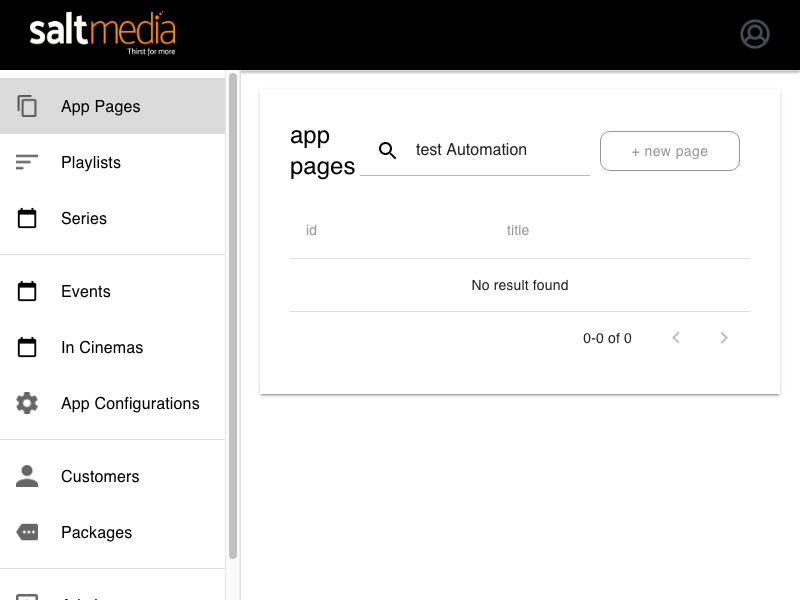 saltmedia
Thirst for more
App Pages
Playlists
Series
Events
In Cinemas
App Configurations
Customers
Packages
app
pages
test Automation
+ new page
id title
No result found
0-0 of 0